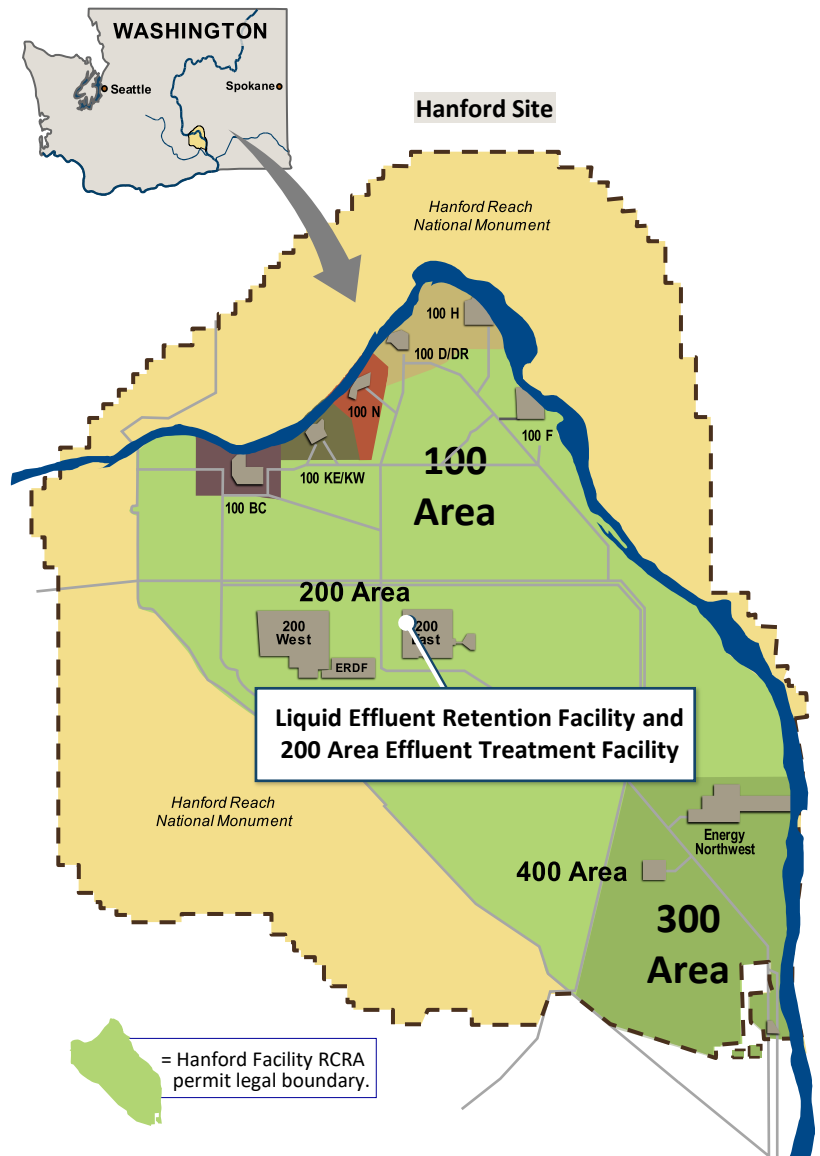 WASHINGTON
Seattle
Spokane
Hanford Site
Hanford Reach
National Monument
100 H
100 D/DR
100 N
100 F
100 KE/KW
100 BC
100
Area
200 Area
200
West
200
East
ERDF
Liquid Effluent Retention Facility and
200 Area Effluent Treatment Facility
Hanford Reach
National Monument
Energy
Northwest
400 Area
300
Area
= Hanford Facility RCRA
permit legal boundary.